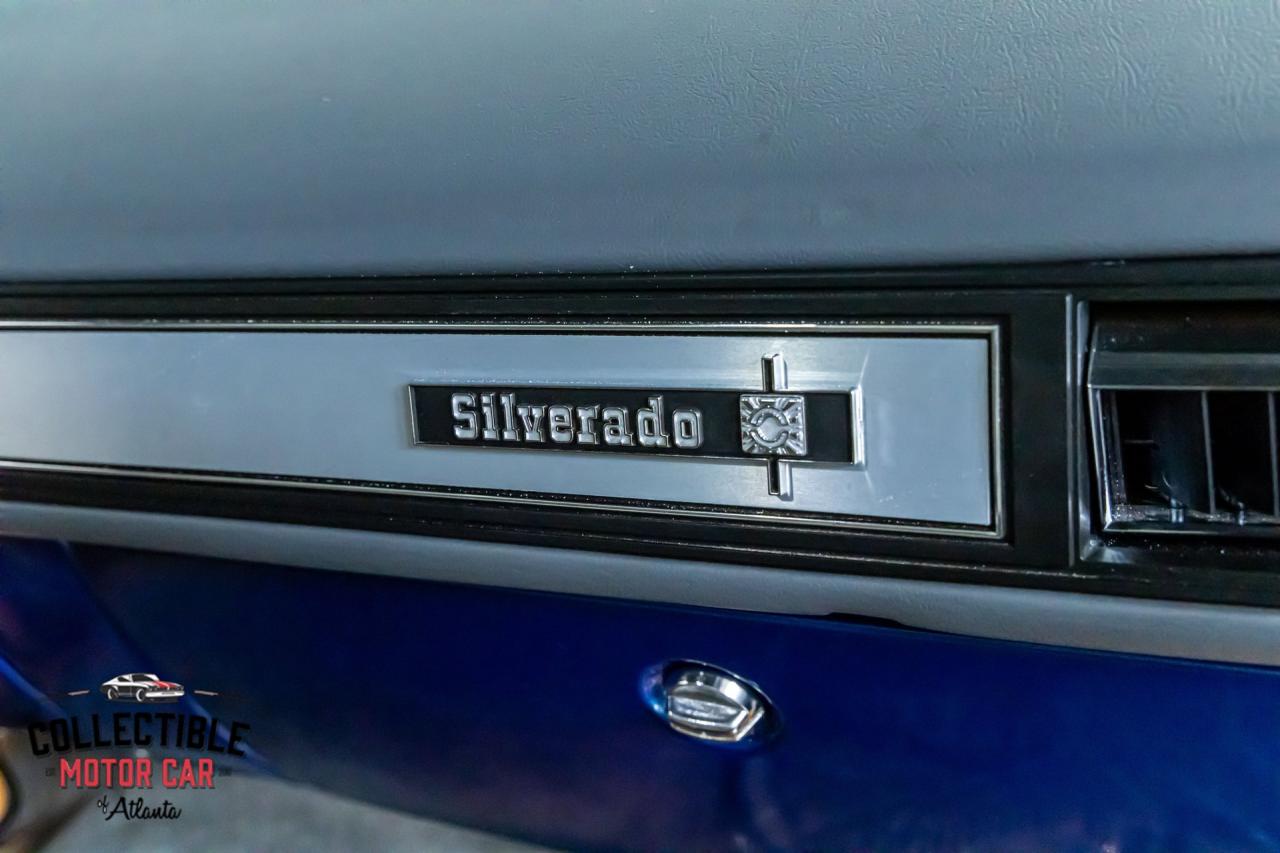 Silverado
COLLECTIBLE
MOTOR CAR
of Atlanta